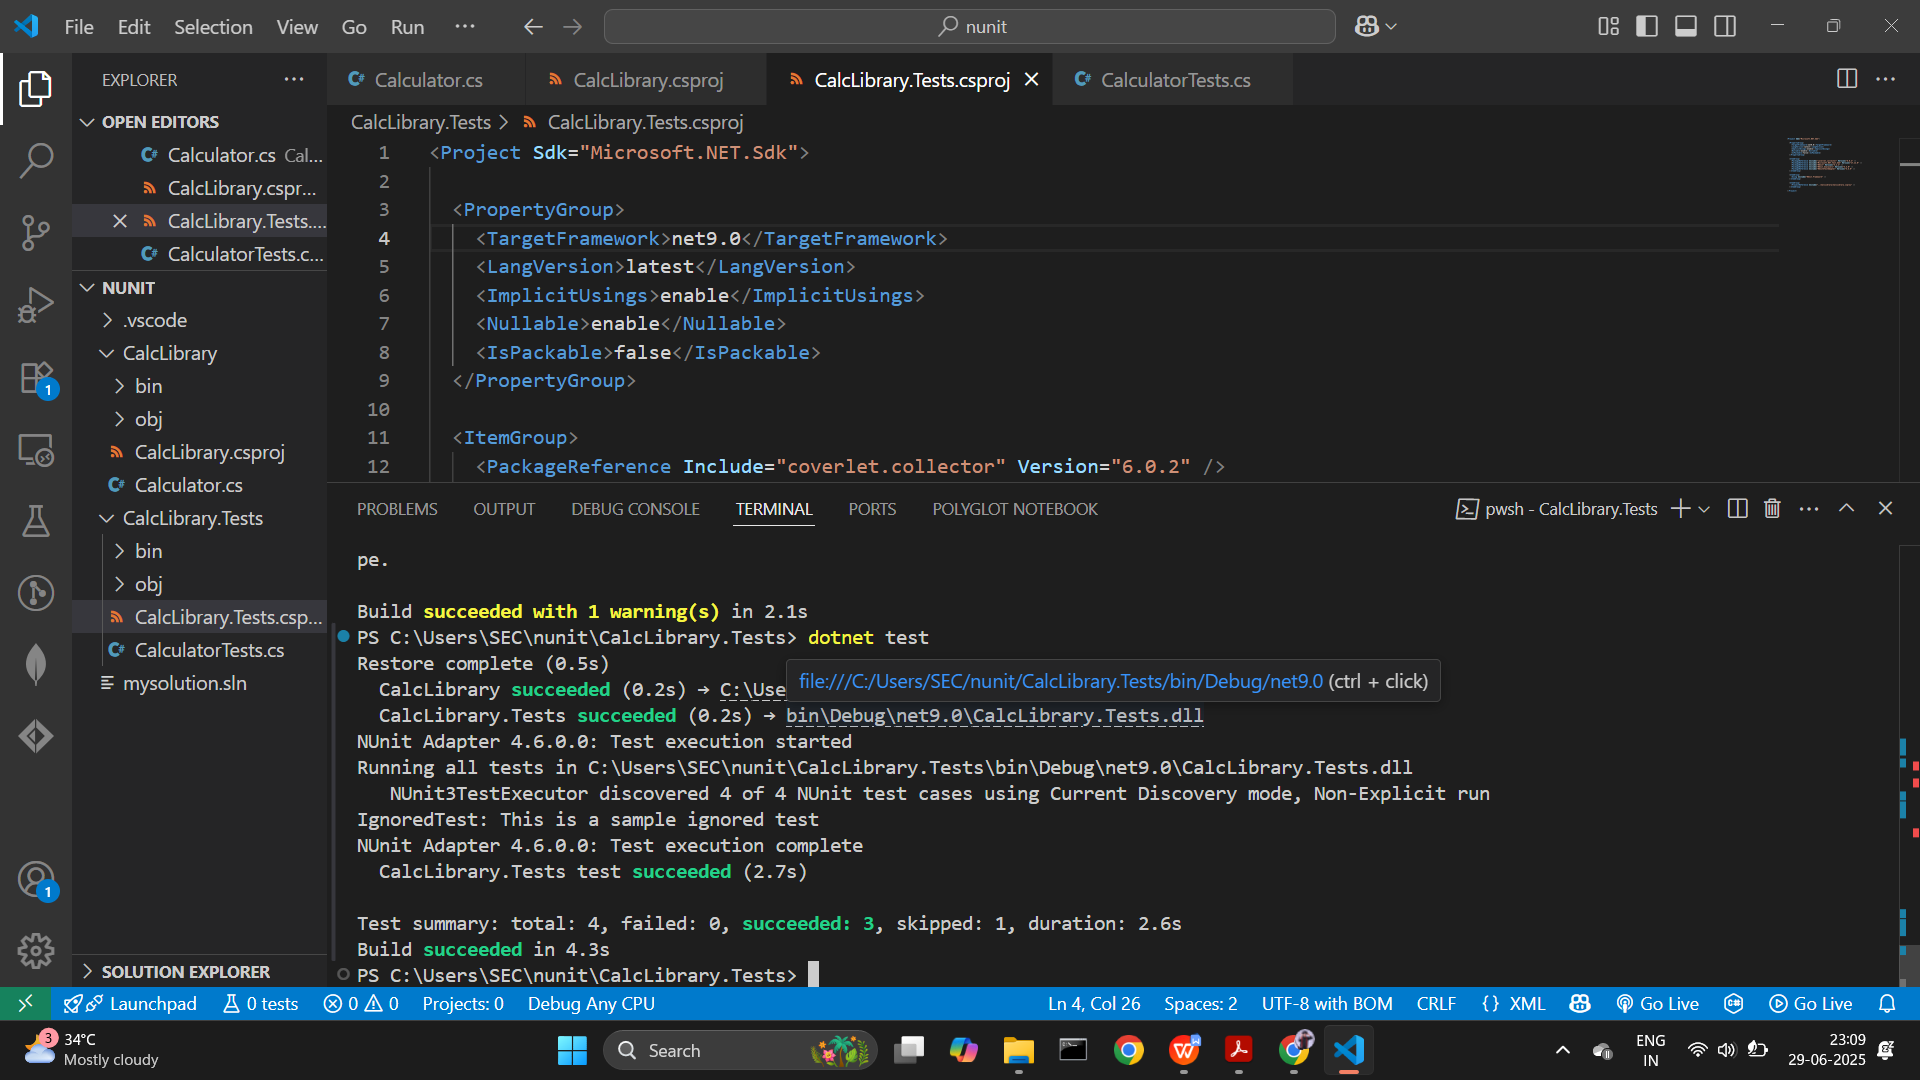 File Edit Selection View Go Run ···
nunit
EXPLORER ···
Calculator.cs
CalcLibrary.csproj
CalcLibrary.Tests.csproj
CalculatorTests.cs
OPEN EDITORS
Calculator.cs Cal...
CalcLibrary.cspr...
CalcLibrary.Tests....
CalculatorTests.c...
NUNIT
.vscode
CalcLibrary
bin
obj
CalcLibrary.csproj
Calculator.cs
CalcLibrary.Tests
bin
obj
CalcLibrary.Tests.csp...
CalculatorTests.cs
mysolution.sln
SOLUTION EXPLORER
1
1
CalcLibrary.Tests > CalcLibrary.Tests.csproj
1 <Project Sdk="Microsoft.NET.Sdk">
2
3 <PropertyGroup>
4 <TargetFramework>net9.0</TargetFramework>
5 <LangVersion>latest</LangVersion>
6 <ImplicitUsings>enable</ImplicitUsings>
7 <Nullable>enable</Nullable>
8 <IsPackable>false</IsPackable>
9 </PropertyGroup>
10
11 <ItemGroup>
12 <PackageReference Include="coverlet.collector" Version="6.0.2" />
PROBLEMS OUTPUT DEBUG CONSOLE TERMINAL PORTS POLYGLOT NOTEBOOK
pwsh - CalcLibrary.Tests
pe.
Build succeeded with 1 warning(s) in 2.1s
PS C:\Users\SEC\nunit\CalcLibrary.Tests> dotnet test
Restore complete (0.5s)
CalcLibrary succeeded (0.2s) → C:\Use
file:///C:/Users/SEC/nunit/CalcLibrary.Tests/bin/Debug/net9.0 (ctrl + click)
CalcLibrary.Tests succeeded (0.2s) → bin\Debug\net9.0\CalcLibrary.Tests.dll
NUnit Adapter 4.6.0.0: Test execution started
Running all tests in C:\Users\SEC\nunit\CalcLibrary.Tests\bin\Debug\net9.0\CalcLibrary.Tests.dll
NUnit3TestExecutor discovered 4 of 4 NUnit test cases using Current Discovery mode, Non-Explicit run
IgnoredTest: This is a sample ignored test
NUnit Adapter 4.6.0.0: Test execution complete
CalcLibrary.Tests test succeeded (2.7s)
Test summary: total: 4, failed: 0, succeeded: 3, skipped: 1, duration: 2.6s
Build succeeded in 4.3s
PS C:\Users\SEC\nunit\CalcLibrary.Tests>
Launchpad 0 tests 0 0 Projects: 0 Debug Any CPU
Ln 4, Col 26 Spaces: 2 UTF-8 with BOM CRLF {} XML Go Live Go Live
3
34°C
Mostly cloudy
Search
ENG
IN
23:09
29-06-2025